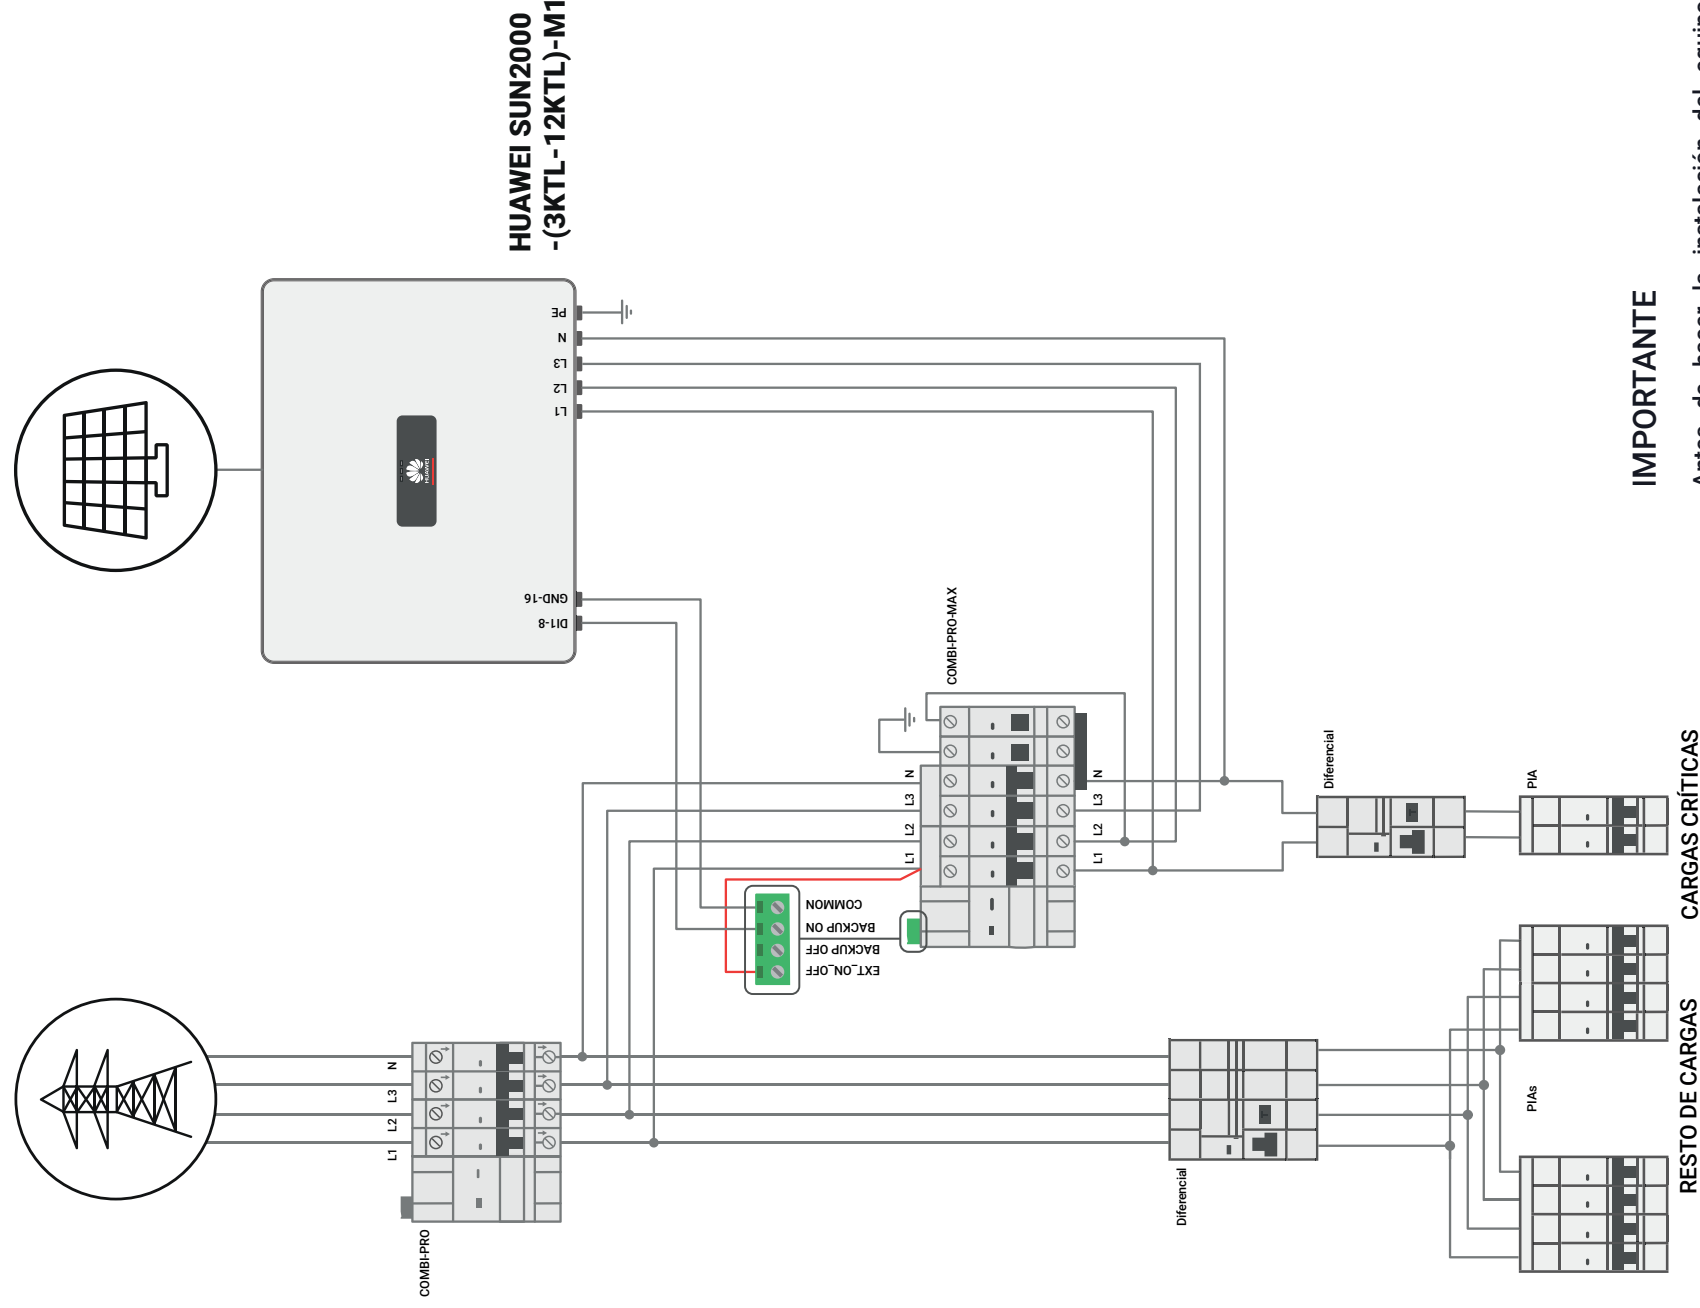 HUAWEI SUN2000
-(3KTL-12KTL)-M1
PE
N
L3
L2
L1
HUAWEI
GND-16
DI1-8
COMBI-PRO-MAX
N
L3
L2
L1
N
L3
L2
L1
COMMON
BACKUP ON
BACKUP OFF
EXT_ON_OFF
N
L3
L2
L1
COMBI-PRO
Diferencial
T
PIA
CARGAS CRÍTICAS
Diferencial
T
PIAs
RESTO DE CARGAS
IMPORTANTE